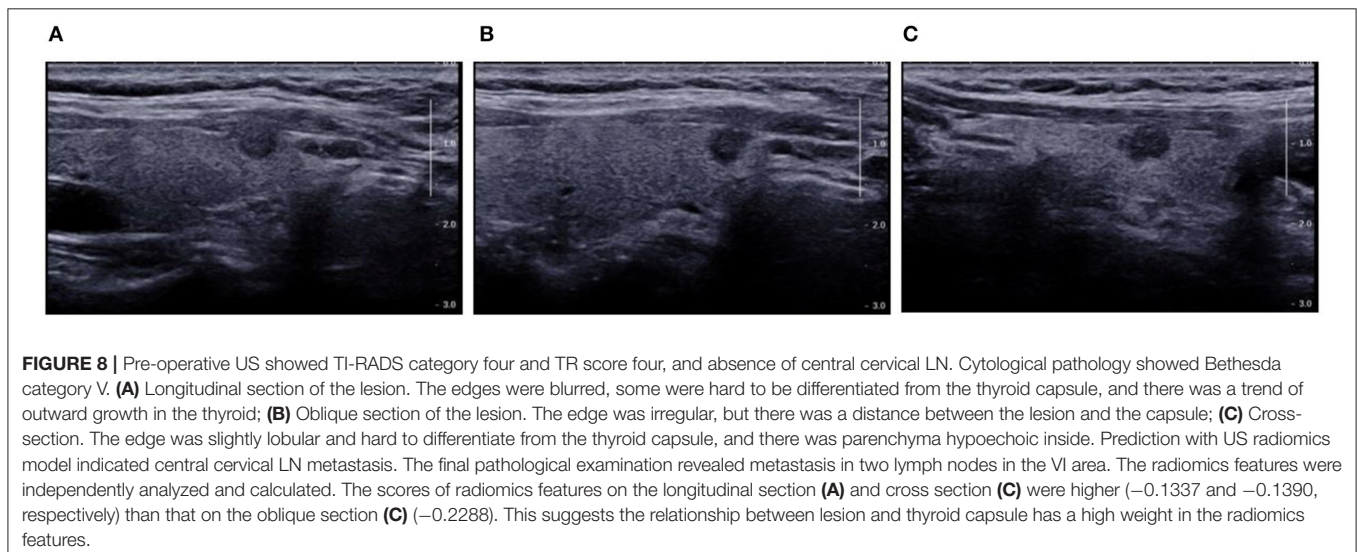 A
B
C
0.0
1.0
2.0
3.0
1.0
2.0
3.0
0.0
1.0
2.0
3.0
FIGURE 8 | Pre-operative US showed TI-RADS category four and TR score four, and absence of central cervical LN. Cytological pathology showed Bethesda
category V. (A) Longitudinal section of the lesion. The edges were blurred, some were hard to be differentiated from the thyroid capsule, and there was a trend of
outward growth in the thyroid; (B) Oblique section of the lesion. The edge was irregular, but there was a distance between the lesion and the capsule; (C) Cross-
section. The edge was slightly lobular and hard to differentiate from the thyroid capsule, and there was parenchyma hypoechoic inside. Prediction with US radiomics
model indicated central cervical LN metastasis. The final pathological examination revealed metastasis in two lymph nodes in the VI area. The radiomics features were
independently analyzed and calculated. The scores of radiomics features on the longitudinal section (A) and cross section (C) were higher (−0.1337 and −0.1390,
respectively) than that on the oblique section (C) (−0.2288). This suggests the relationship between lesion and thyroid capsule has a high weight in the radiomics
features.